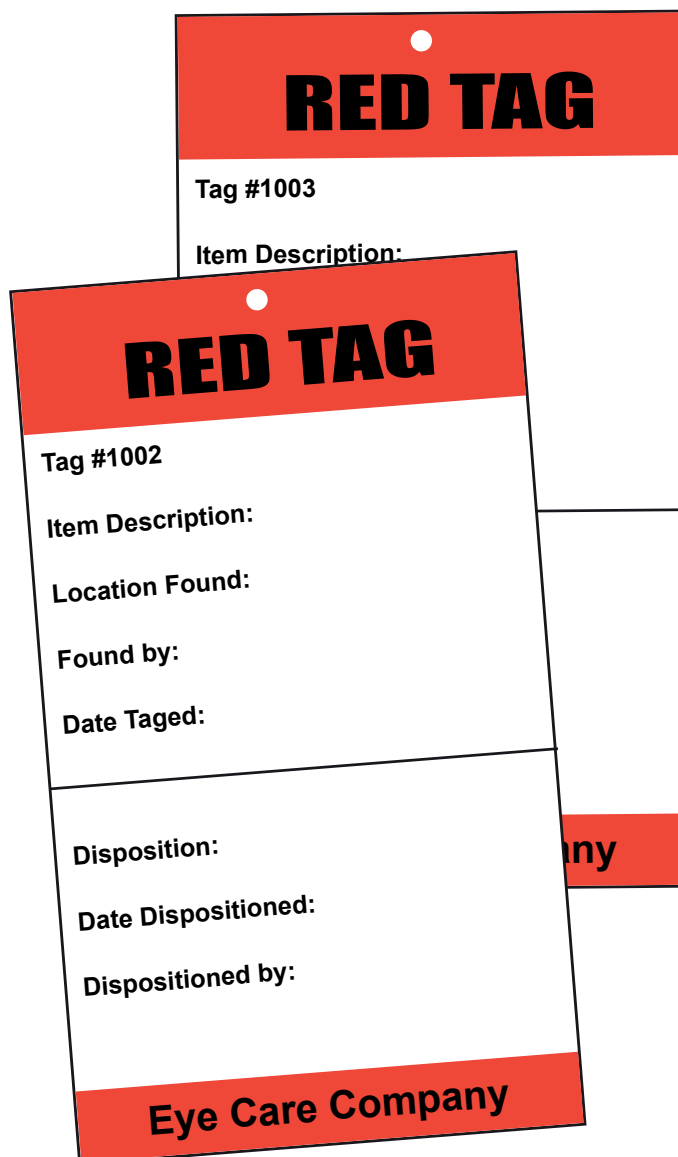 RED TAG
Tag #1003
Item Description:
RED TAG
Tag #1002
Item Description:
Location Found:
Found by:
Date Taged:
Disposition:
Date Dispositioned:
Dispositioned by:
Eye Care Company